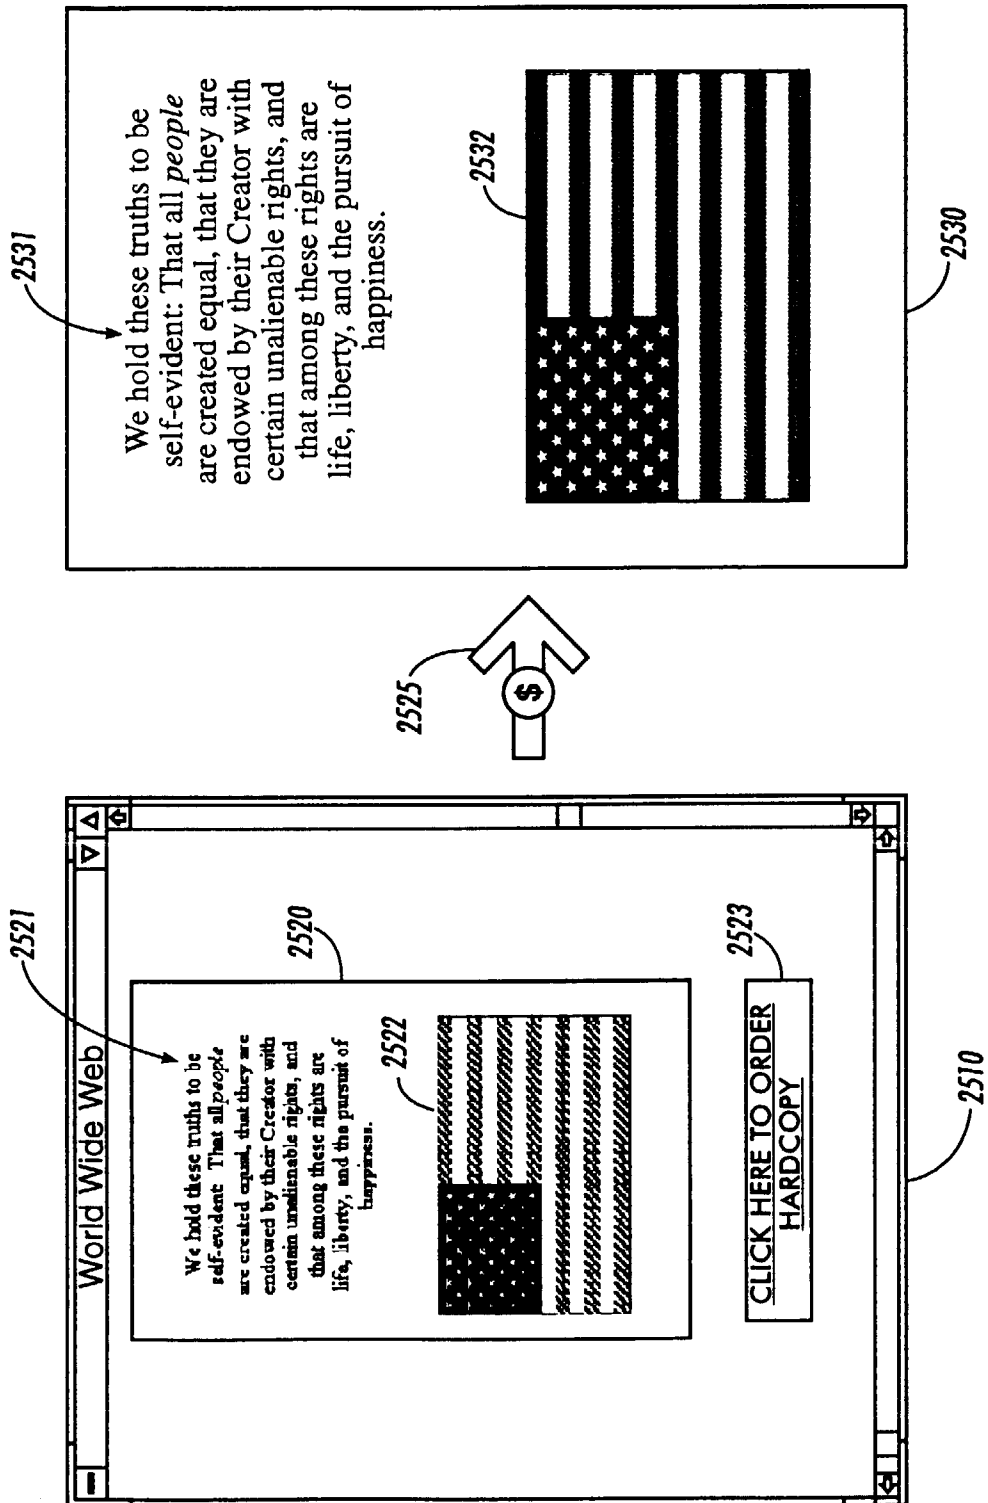 2521
World Wide Web
We hold these truths to be
self-evident: That all people
are created equal, that they are
endowed by their Creator with
certain unalienable rights, and
that among these rights are
life, liberty, and the pursuit of
happiness.
2520
2522
CLICK HERE TO ORDER
HARDCOPY
2523
2510
2525
$
2531
We hold these truths to be
self-evident: That all people
are created equal, that they are
endowed by their Creator with
certain unalienable rights, and
that among these rights are
life, liberty, and the pursuit of
happiness.
2532
2530